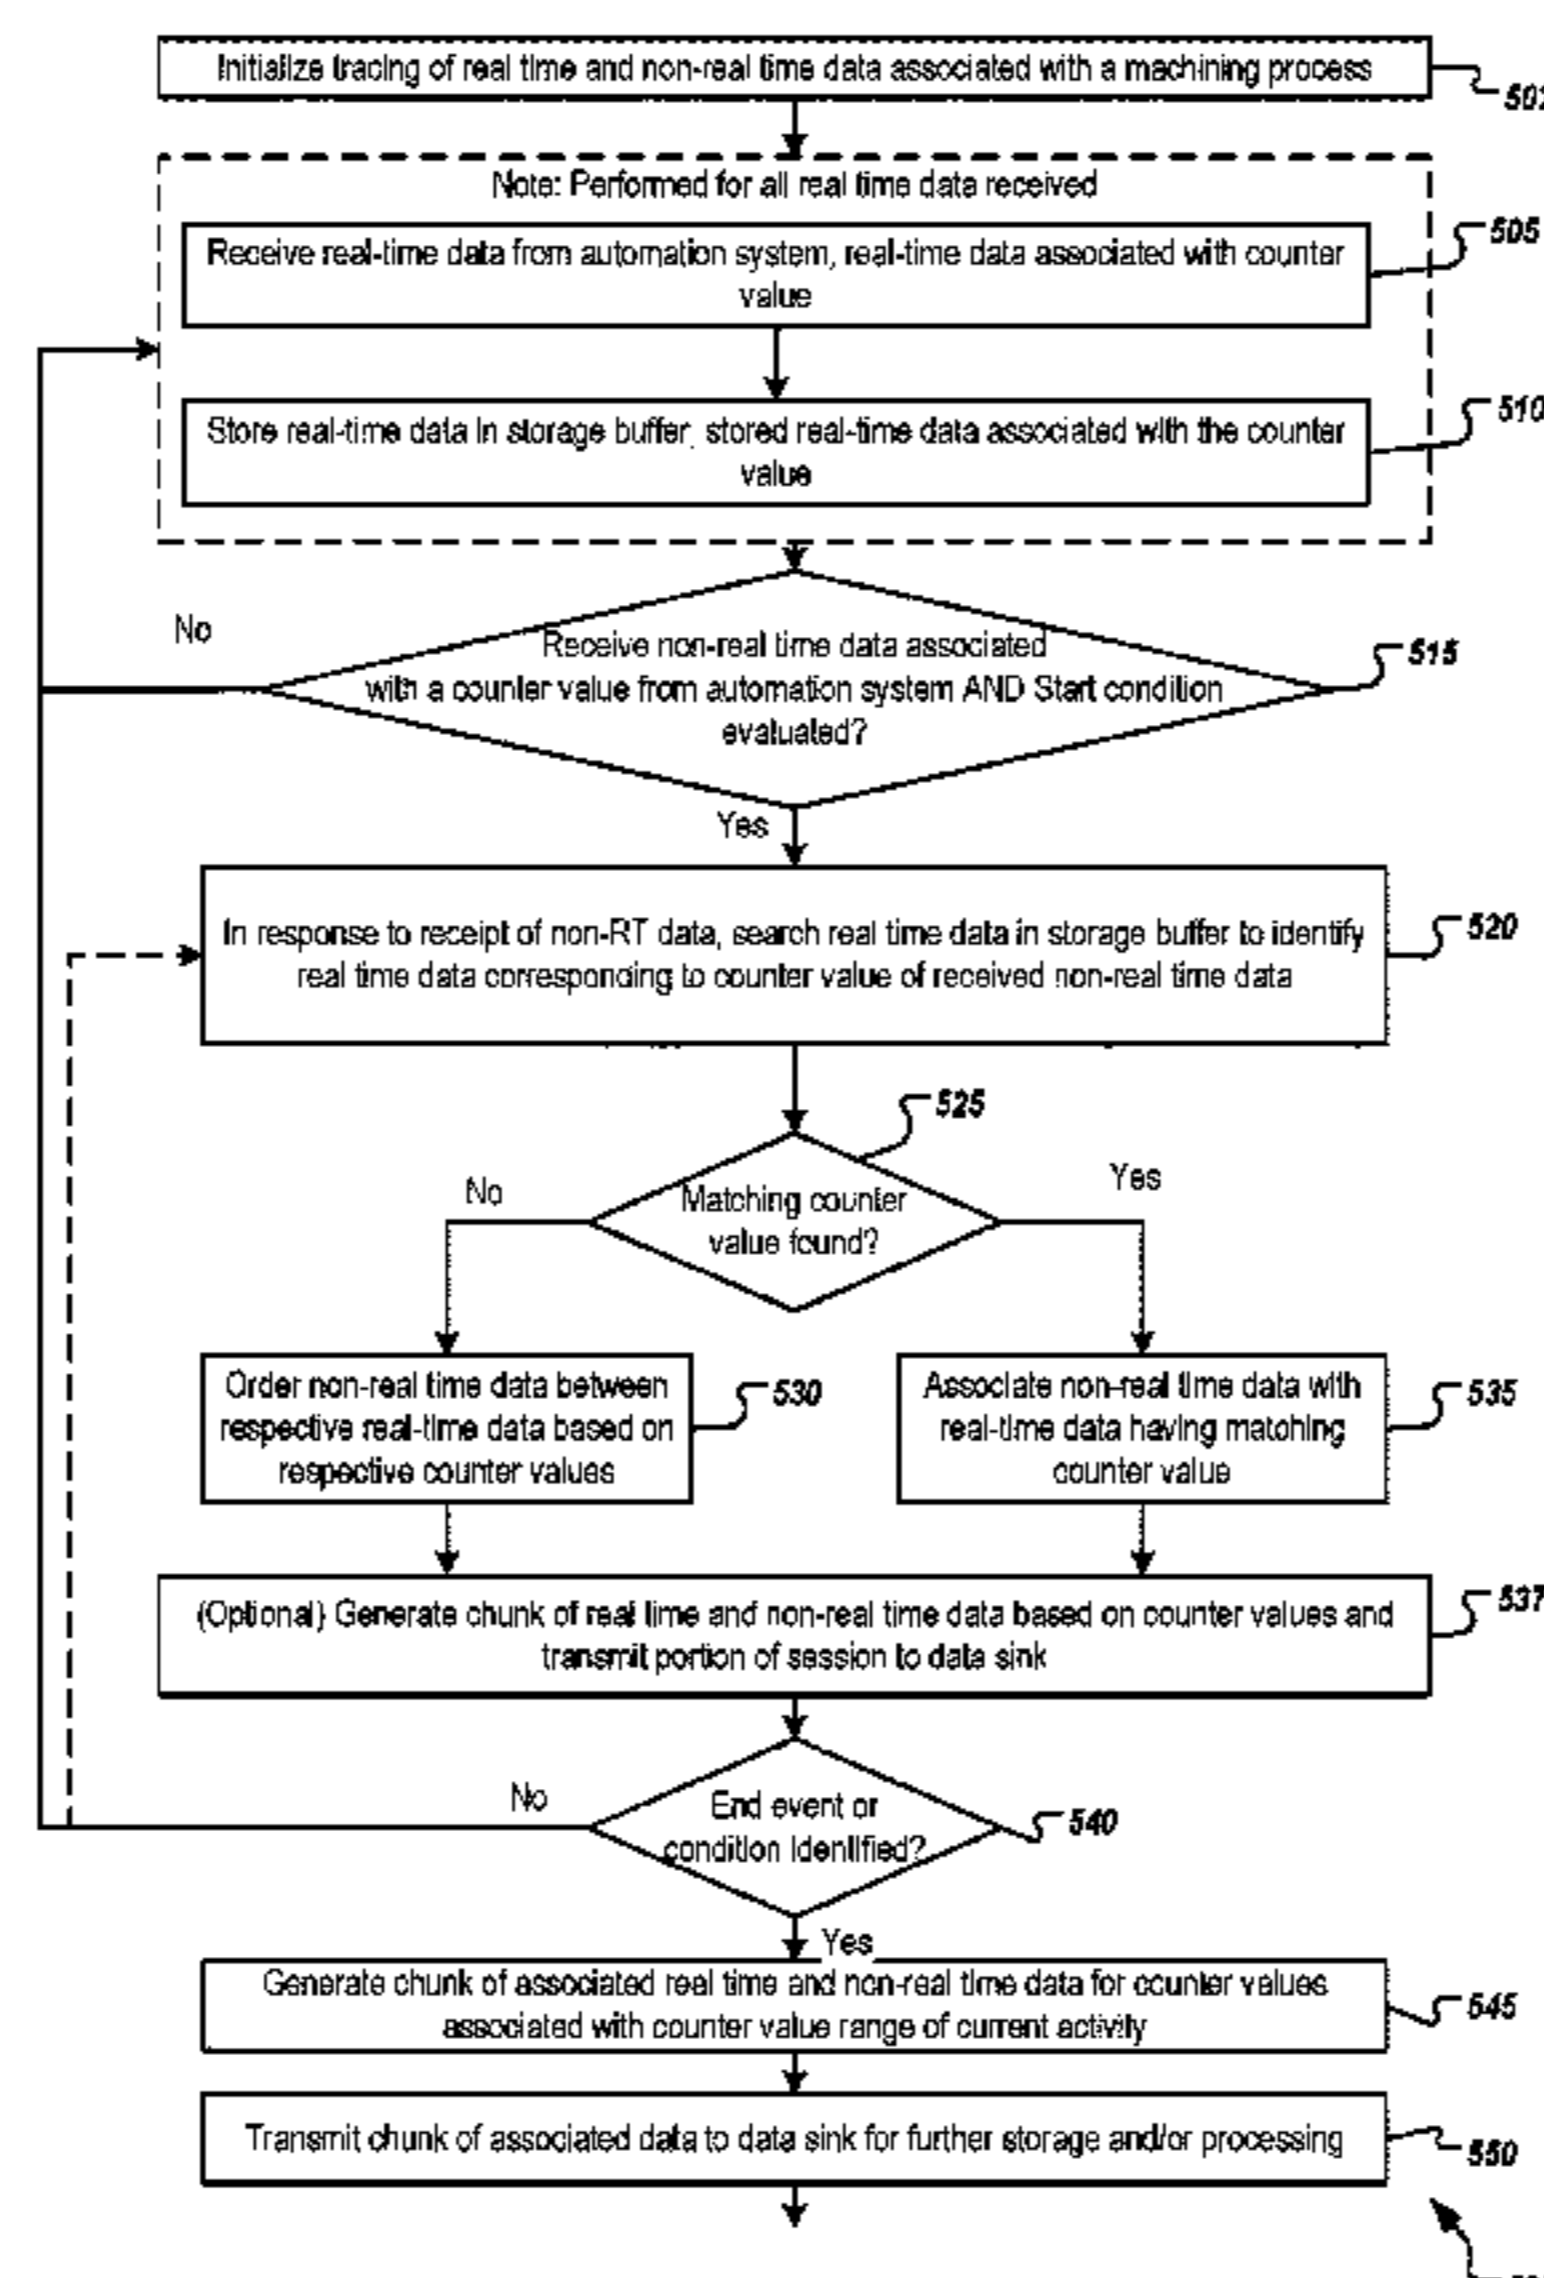 Initialize tracing of real time and non-real time data associated with a machining process
Note: Performed for all real time data received
505
Receive real-time data from automation system, real-time data associated with counter
value
510
Store real-time data in storage buffer, stored real-time data associated with the counter
value
No
515
Receive non-real time data associated
with a counter value from automation system AND Start condition
evaluated?
Yes
520
In response to receipt of non-RT data, search real time data in storage buffer to identify
real time data corresponding to counter value of received non-real time data
525
No
Yes
Matching counter
value found?
Order non-real time data between
respective real-time data based on
respective counter values
530
Associate non-real time data with
real-time data having matching
counter value
535
(Optional) Generate chunk of real time and non-real time data based on counter values and
transmit portion of session to data sink
537
No
End event or
condition identified?
540
Yes
Generate chunk of associated real time and non-real time data for counter values
associated with counter value range of current activity
545
Transmit chunk of associated data to data sink for further storage and/or processing
550